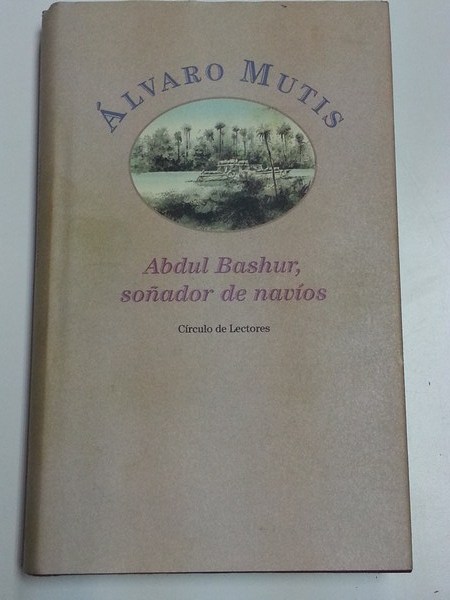 ÁLVARO MUTIS
Abdul Bashur,
soñador de navíos
Círculo de Lectores